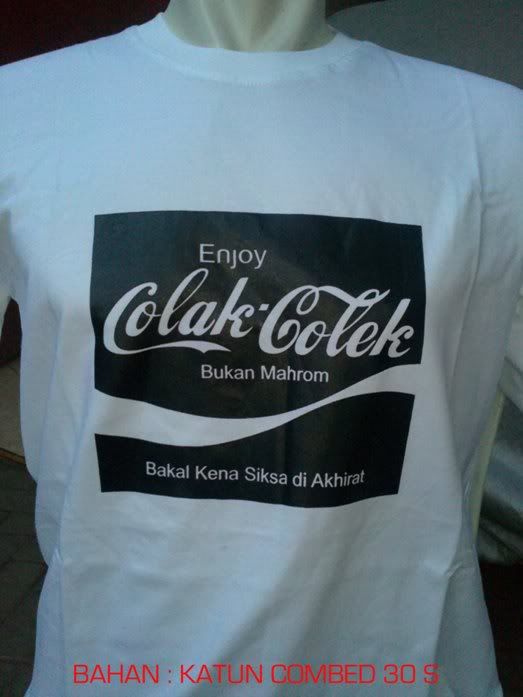 Enjoy
Colak-Colek
Bukan Mahrom
Bakal Kena Siksa di Akhirat
BAHAN : KATUN COMBED 30 S